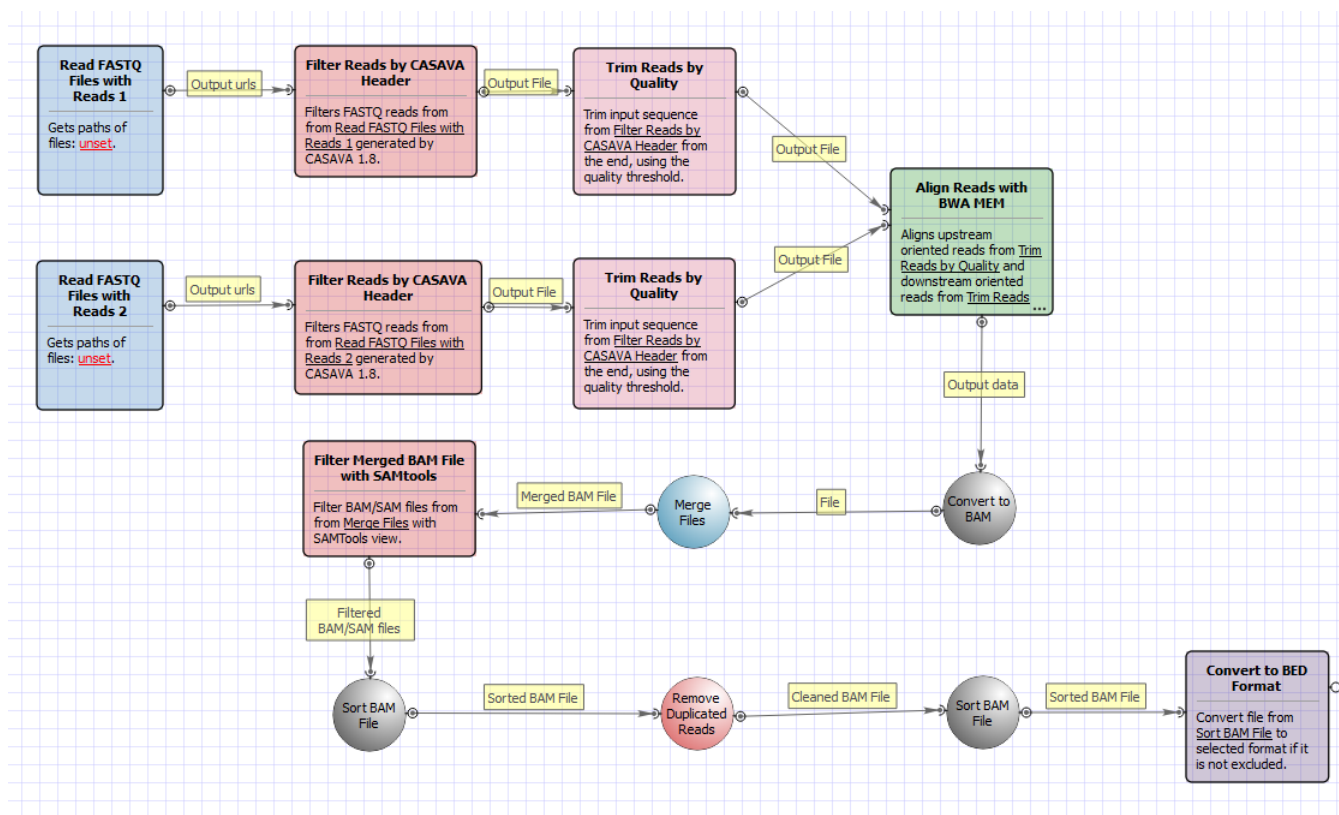 Read FASTQ
Files with
Reads 1
Gets paths of
files: unset.
Output urls
Filter Reads by CASAVA
Header
Filters FASTQ reads from
from Read FASTQ Files with
Reads 1 generated by
CASAVA 1.8.
Output File
Trim Reads by
Quality
Trim input sequence
from Filter Reads by
CASAVA Header from
the end, using the
quality threshold.
Output File
Read FASTQ
Files with
Reads 2
Gets paths of
files: unset.
Output urls
Filter Reads by CASAVA
Header
Filters FASTQ reads from
from Read FASTQ Files with
Reads 2 generated by
CASAVA 1.8.
Output File
Trim Reads by
Quality
Trim input sequence
from Filter Reads by
CASAVA Header from
the end, using the
quality threshold.
Output File
Align Reads with
BWA MEM
Aligns upstream
oriented reads from Trim
Reads by Quality and
downstream oriented
reads from Trim Reads
...
Output data
Convert to
BAM
File
Merge
Files
Merged BAM File
Filter Merged BAM File
with SAMtools
Filter BAM/SAM files from
from Merge Files with
SAMTools view.
Filtered
BAM/SAM files
Sort BAM
File
Sorted BAM File
Remove
Duplicated
Reads
Cleaned BAM File
Sort BAM
File
Sorted BAM File
Convert to BED
Format
Convert file from
Sort BAM File to
selected format if it
is not excluded.